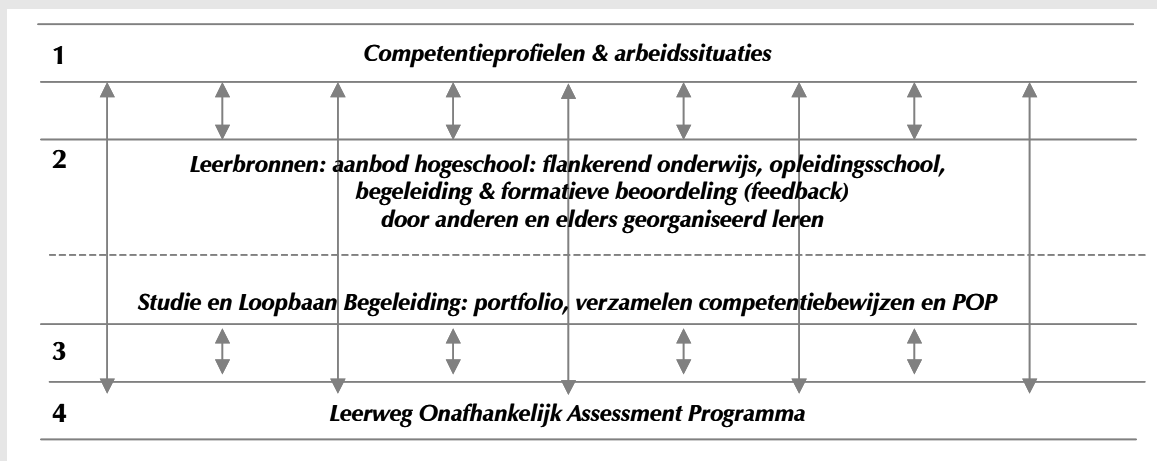 1 Competentieprofielen & arbeidssituaties
2 Leerbronnen: aanbod hogeschool: flankerend onderwijs, opleidingsschool,
begeleiding & formatieve beoordeling (feedback)
door anderen en elders georganiseerd leren
Studie en Loopbaan Begeleiding: portfolio, verzamelen competentiebewijzen en POP
3
4 Leerweg Onafhankelijk Assessment Programma